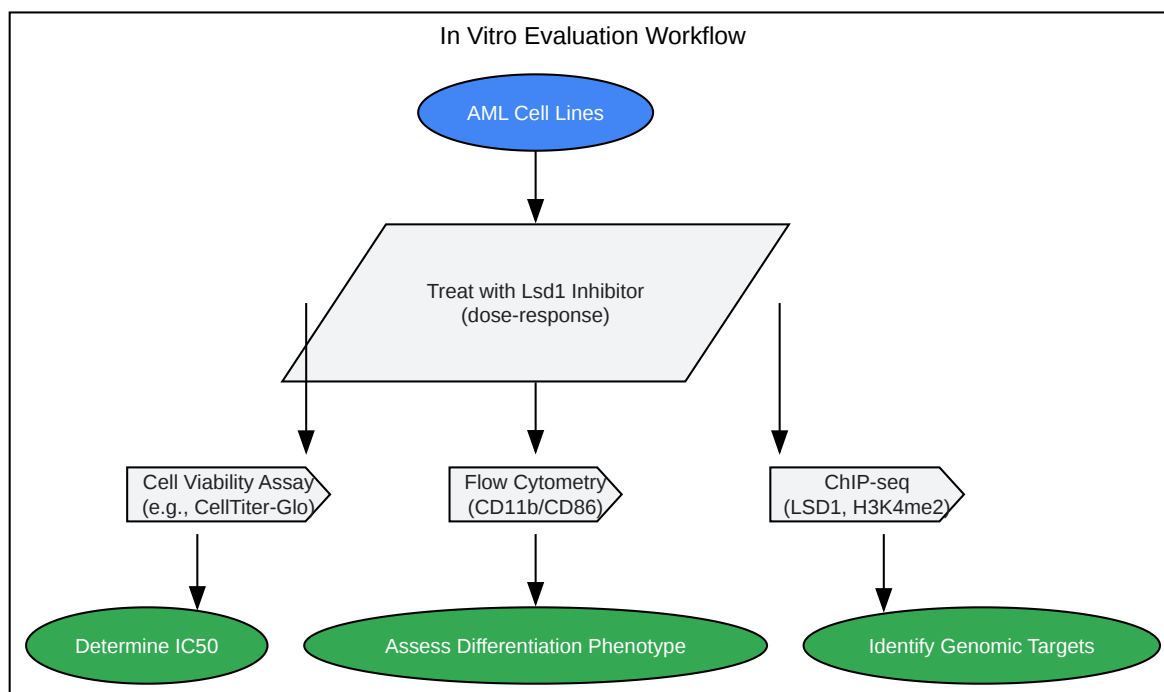 In Vitro Evaluation Workflow
AML Cell Lines
Treat with Lsd1 Inhibitor
(dose-response)
Cell Viability Assay
(e.g., CellTiter-Glo)
Flow Cytometry
(CD11b/CD86)
ChIP-seq
(LSD1, H3K4me2)
Determine IC50
Assess Differentiation Phenotype
Identify Genomic Targets